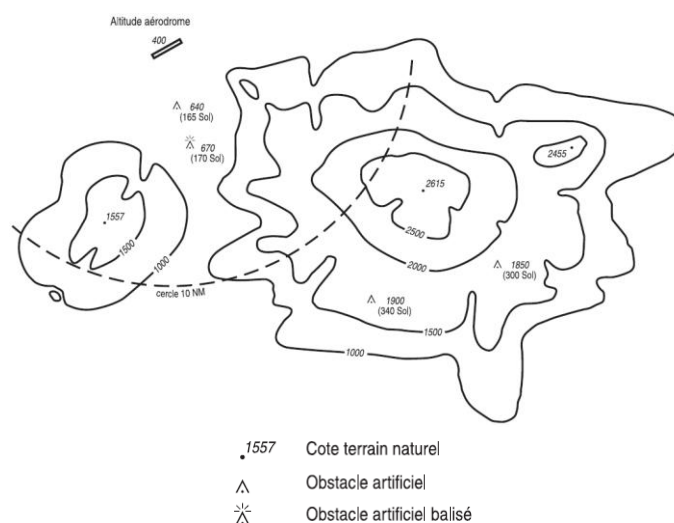 Altitude aérodrome
400
640
(165 Sol)
670
(170 Sol)
2455
1557
2615
1500
1000
2500
2000
1850
(300 Sol)
cercle 10 NM
1900
(340 Sol)
1500
1000
1557 Cote terrain naturel
Obstacle artificiel
Obstacle artificiel balisé